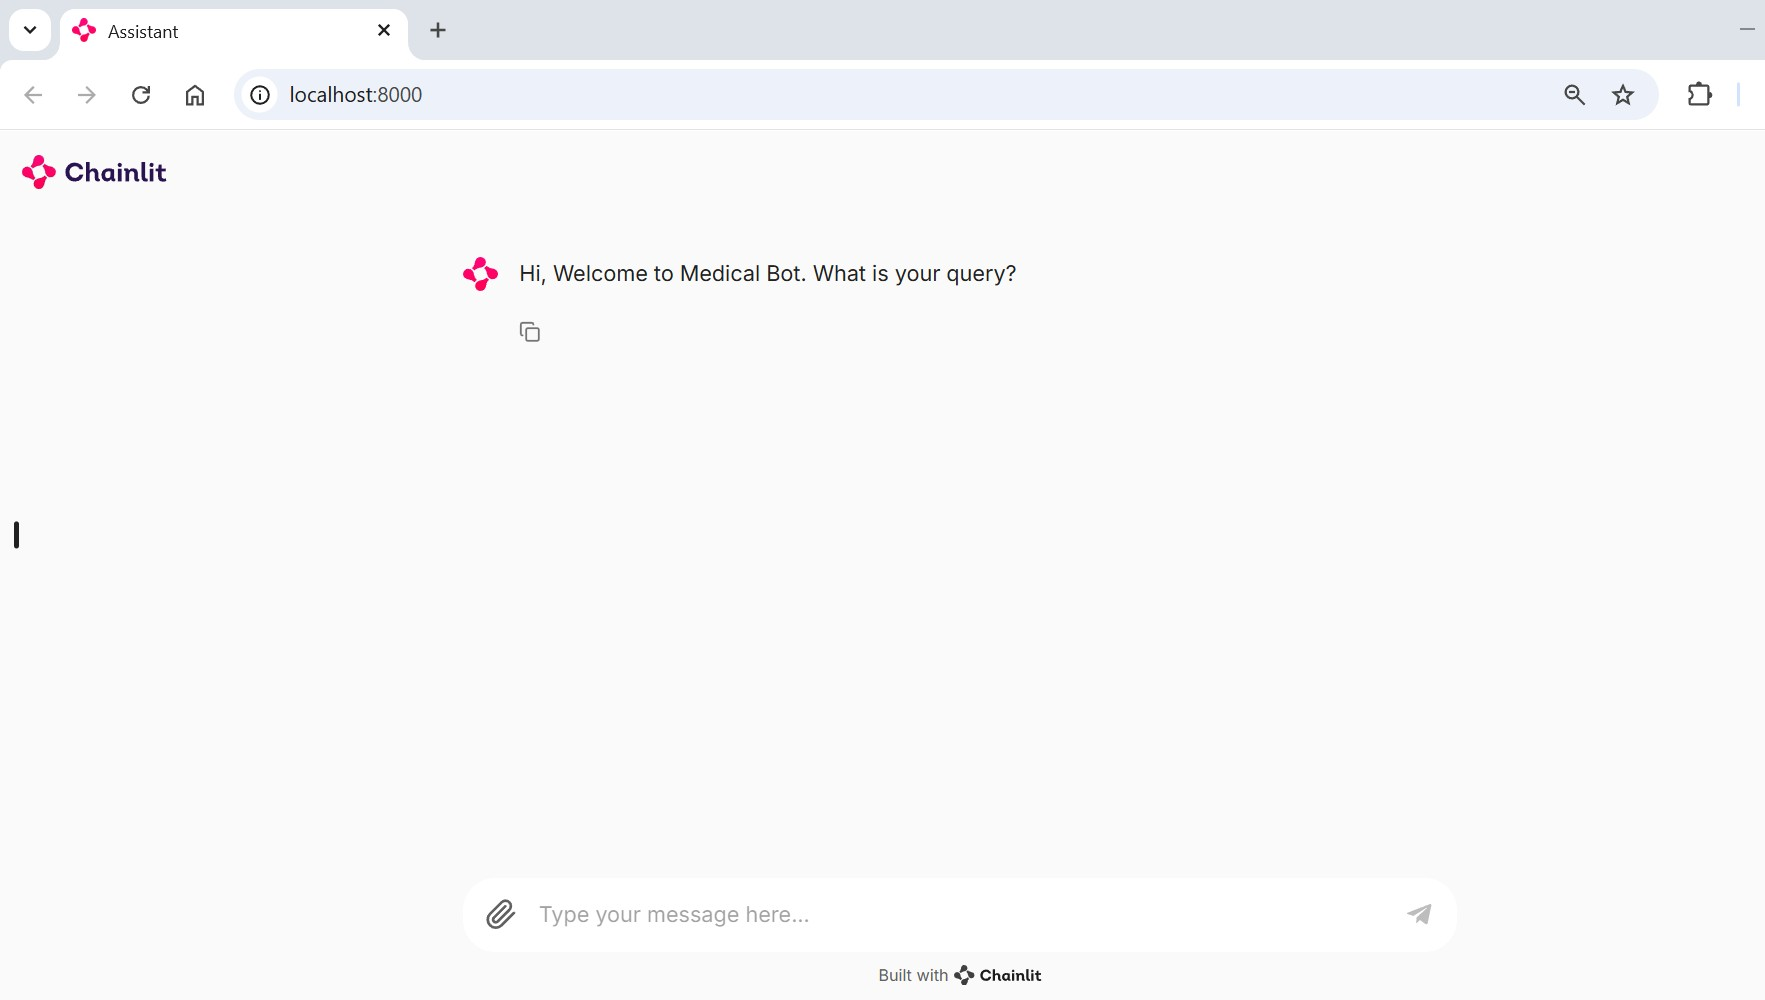 Assistant
localhost:8000
Chainlit
Hi, Welcome to Medical Bot. What is your query?
Type your message here...
Built with Chainlit